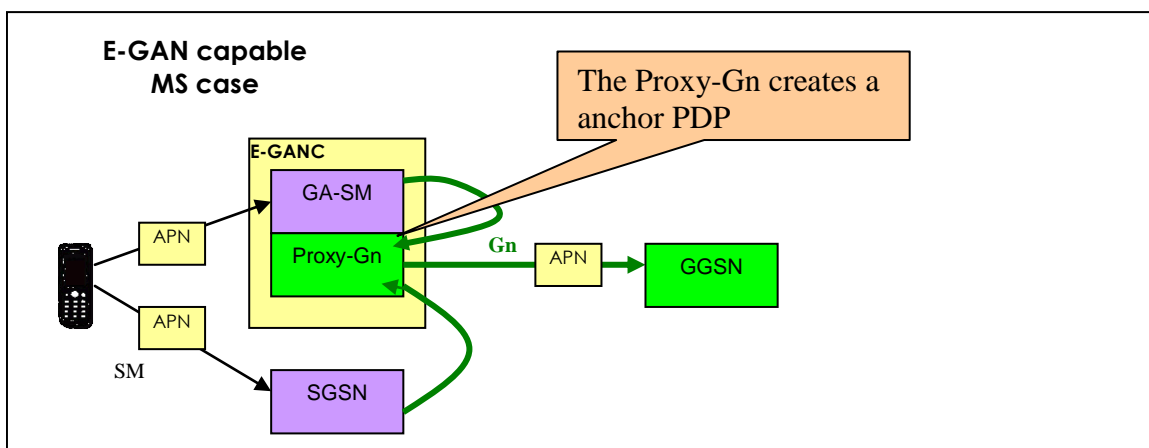 E-GAN capable
MS case
The Proxy-Gn creates a
anchor PDP
E-GANC
GA-SM
APN
Proxy-Gn
Gn
APN
GGSN
APN
SM
SGSN